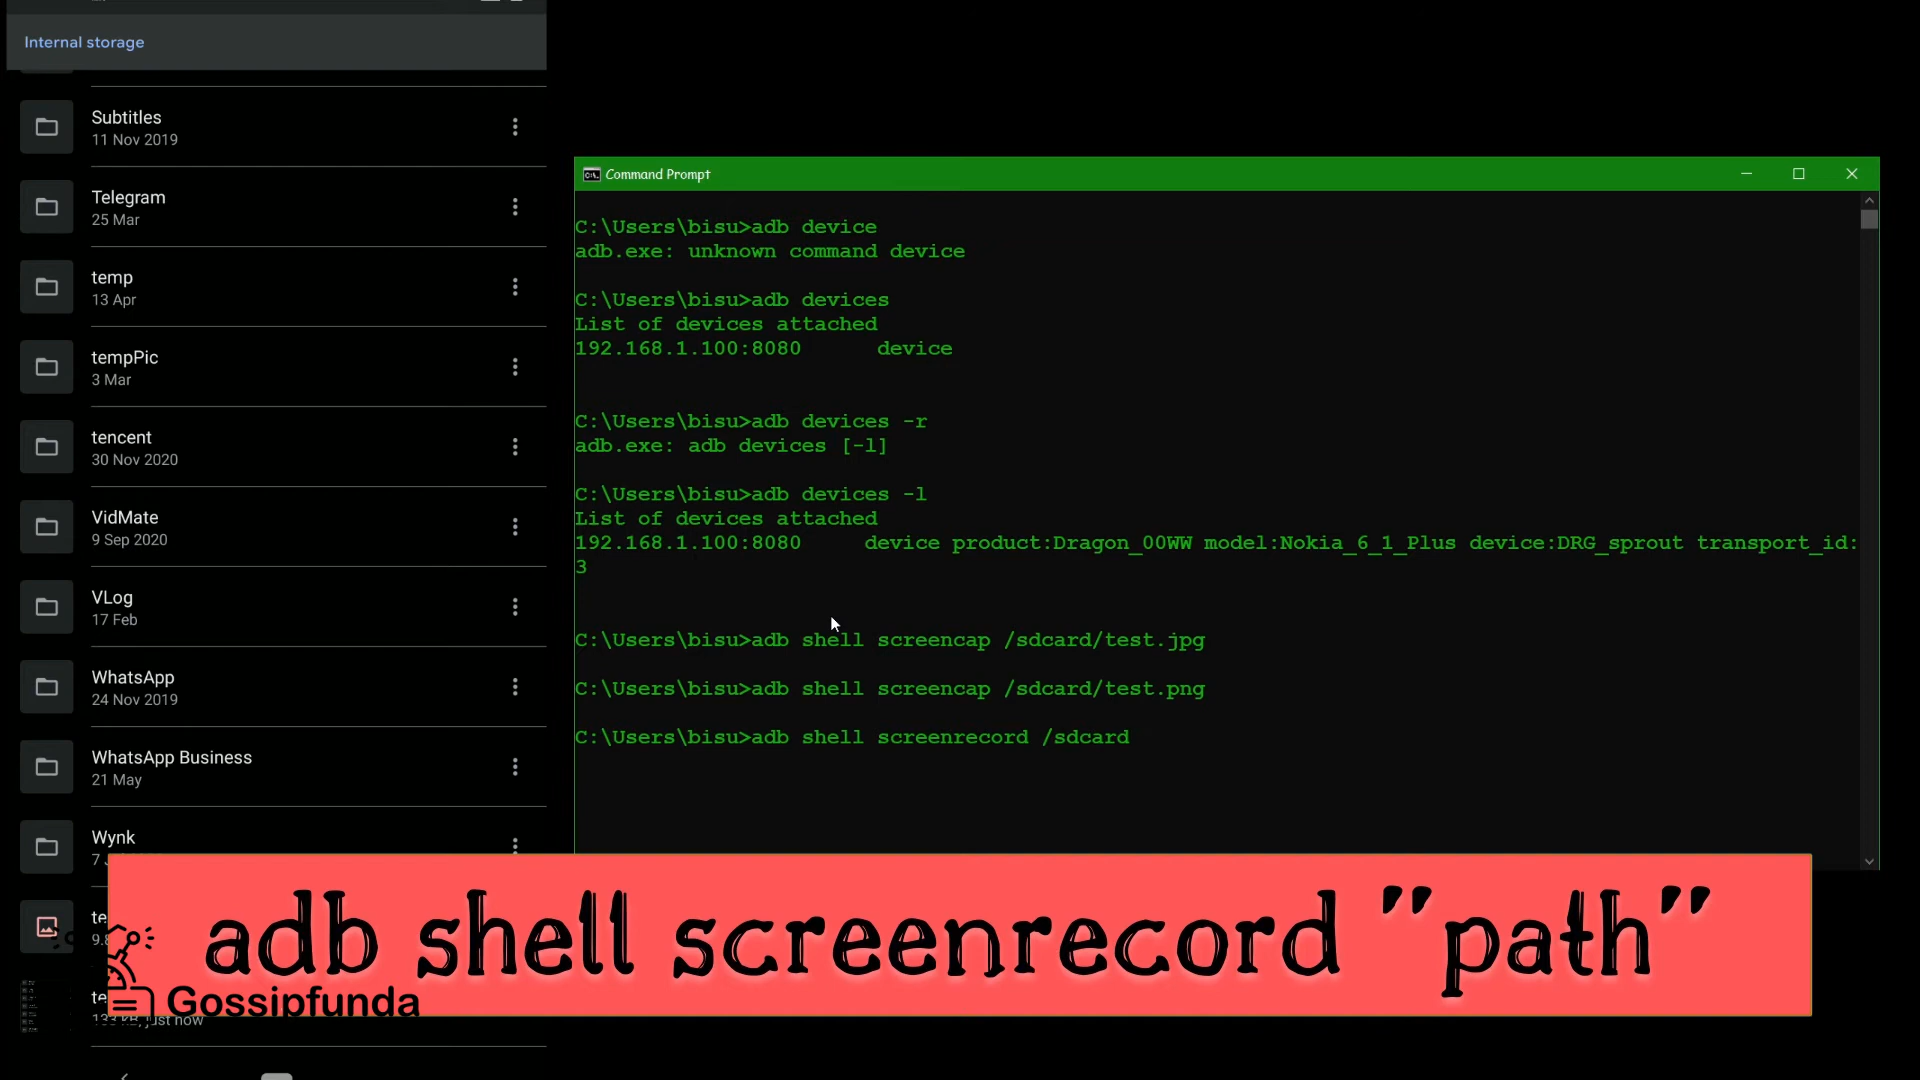 Internal storage
Subtitles
11 Nov 2019
Telegram
25 Mar
temp
13 Apr
tempPic
3 Mar
tencent
30 Nov 2020
VidMate
9 Sep 2020
VLog
17 Feb
WhatsApp
24 Nov 2019
WhatsApp Business
21 May
Wynk
133 KB, just now
Command Prompt
C:\Users\bisu>adb device
adb.exe: unknown command device
C:\Users\bisu>adb devices
List of devices attached
192.168.1.100:8080 device
C:\Users\bisu>adb devices -r
adb.exe: adb devices [-l]
C:\Users\bisu>adb devices -l
List of devices attached
192.168.1.100:8080 device product:Dragon_00WW model:Nokia_6_1_Plus device:DRG_sprout transport_id:
3
C:\Users\bisu>adb shell screencap /sdcard/test.jpg
C:\Users\bisu>adb shell screencap /sdcard/test.png
C:\Users\bisu>adb shell screenrecord /sdcard
adb shell screenrecord "path"
Gossipfunda